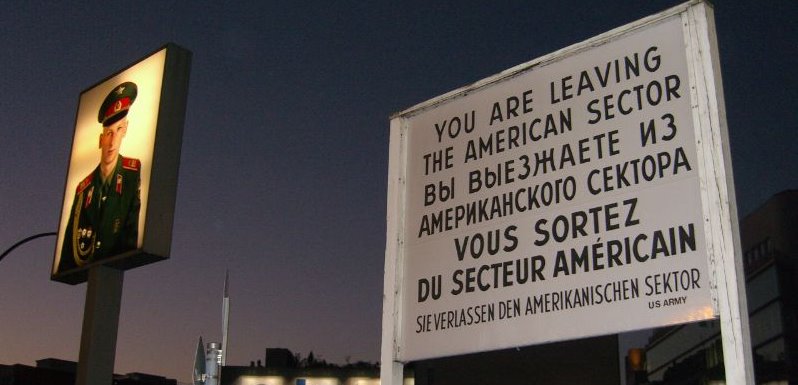 YOU ARE LEAVING
THE AMERICAN SECTOR
ВЫ ВЫЕЗЖАЕТЕ ИЗ
АМЕРИКАНСКОГО СЕКТОРА
VOUS SORTEZ
DU SECTEUR AMÉRICAIN
SIE VERLASSEN DEN AMERIKANISCHEN SEKTOR
US ARMY